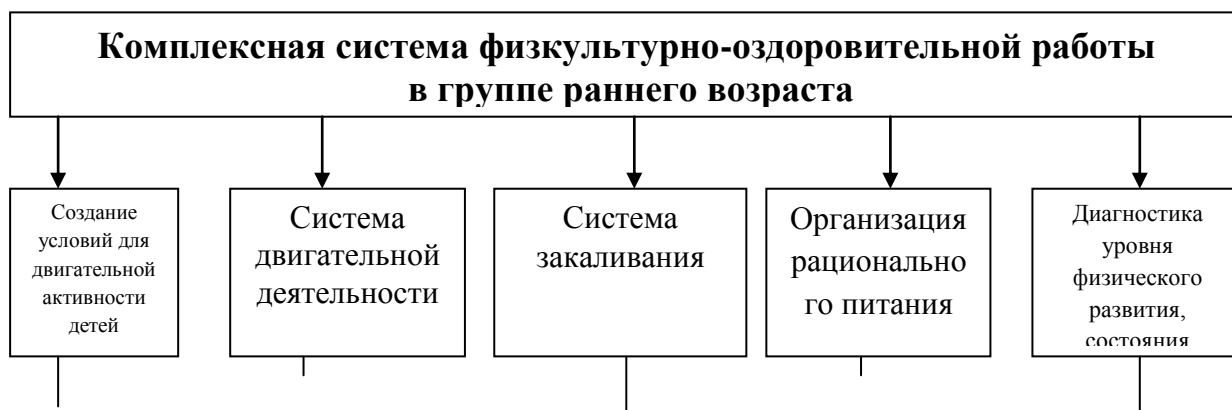 Комплексная система физкультурно-оздоровительной работы
в группе раннего возраста
Создание
условий для
двигательной
активности
детей
Система
двигательной
деятельности
Система
закаливания
Организация
рационально
го питания
Диагностика
уровня
физического
развития,
состояния